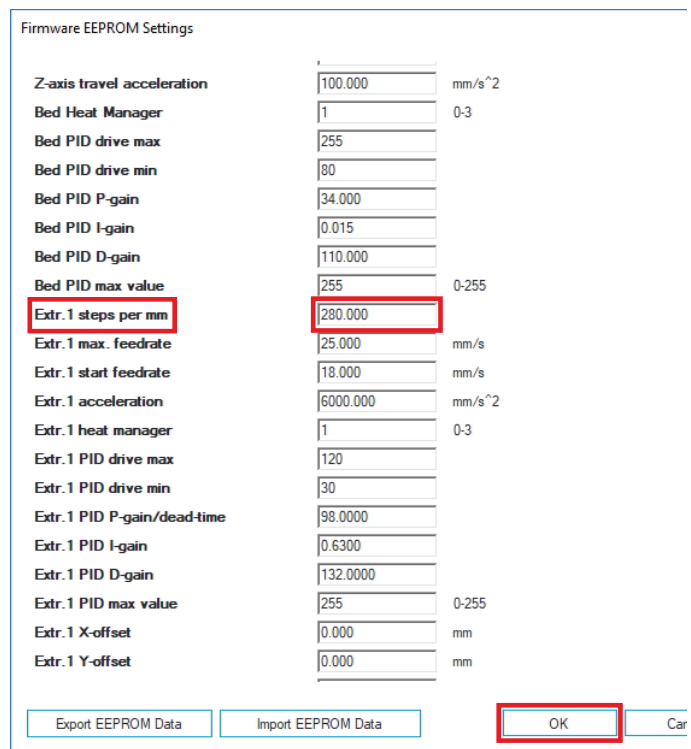 Firmware EEPROM Settings
Z-axis travel acceleration 100.000 mm/s^2
Bed Heat Manager 1 0-3
Bed PID drive max 255
Bed PID drive min 80
Bed PID P-gain 34.000
Bed PID I-gain 0.015
Bed PID D-gain 110.000
Bed PID max value 255 0-255
Extr.1 steps per mm 280.000
Extr.1 max. feedrate 25.000 mm/s
Extr.1 start feedrate 18.000 mm/s
Extr.1 acceleration 6000.000 mm/s^2
Extr.1 heat manager 1 0-3
Extr.1 PID drive max 120
Extr.1 PID drive min 30
Extr.1 PID P-gain/dead-time 98.0000
Extr.1 PID I-gain 0.6300
Extr.1 PID D-gain 132.0000
Extr.1 PID max value 255 0-255
Extr.1 X-offset 0.000 mm
Extr.1 Y-offset 0.000 mm
Export EEPROM Data Import EEPROM Data OK